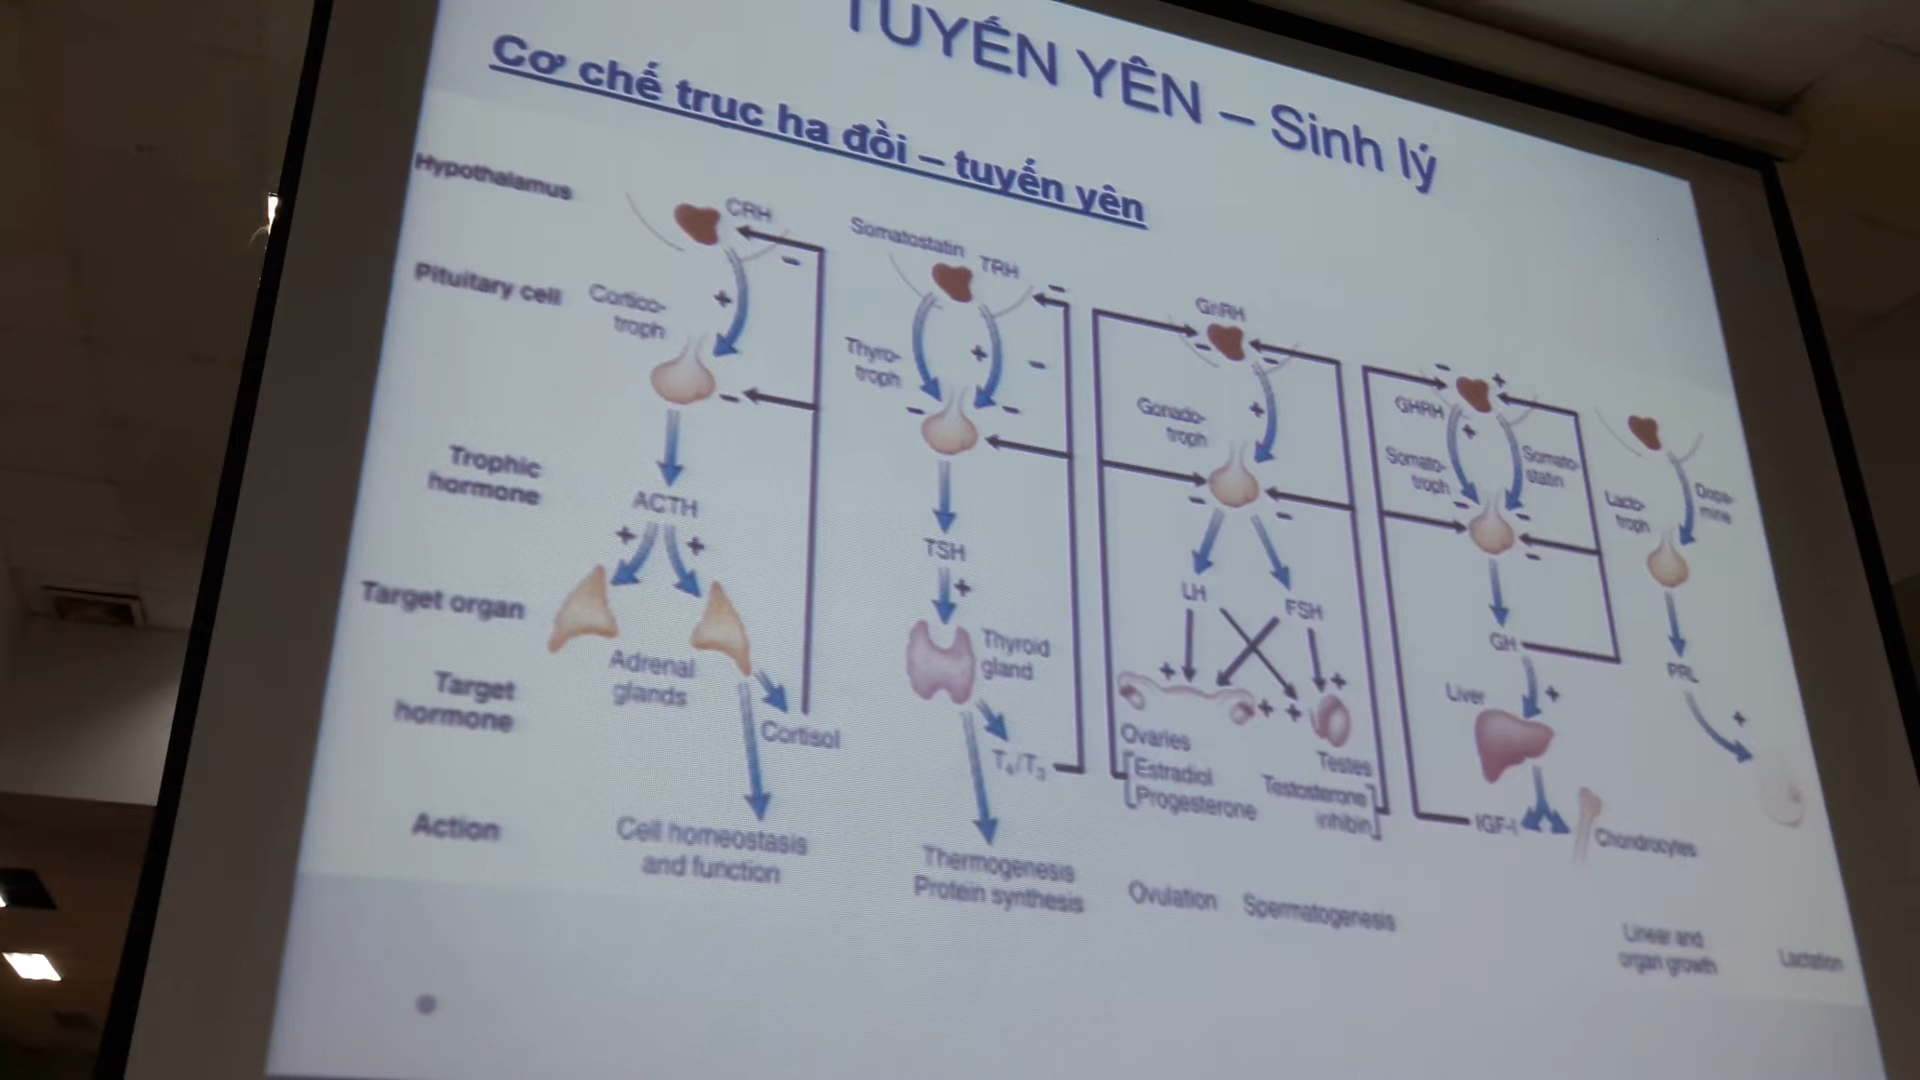 TUYẾN YÊN – Sinh lý
Cơ chế trục hạ đồi – tuyến yên
Hypothalamus
CRH
Somatostatin
TRH
GnRH
GHRH
Pituitary cell
Cortico-
troph
Thyro-
troph
Gonado-
troph
Somato-
troph
Somato-
statin
Lacto-
troph
Dopa-
mine
Trophic
hormone
ACTH
TSH
LH
FSH
GH
PRL
Target organ
Adrenal
glands
Thyroid
gland
Ovaries
Testes
Liver
Chondrocytes
Target
hormone
Cortisol
T₄/T₃
Estradiol
Progesterone
Testosterone
inhibin
IGF-I
Action
Cell homeostasis
and function
Thermogenesis
Protein synthesis
Ovulation
Spermatogenesis
Linear and
organ growth
Lactation